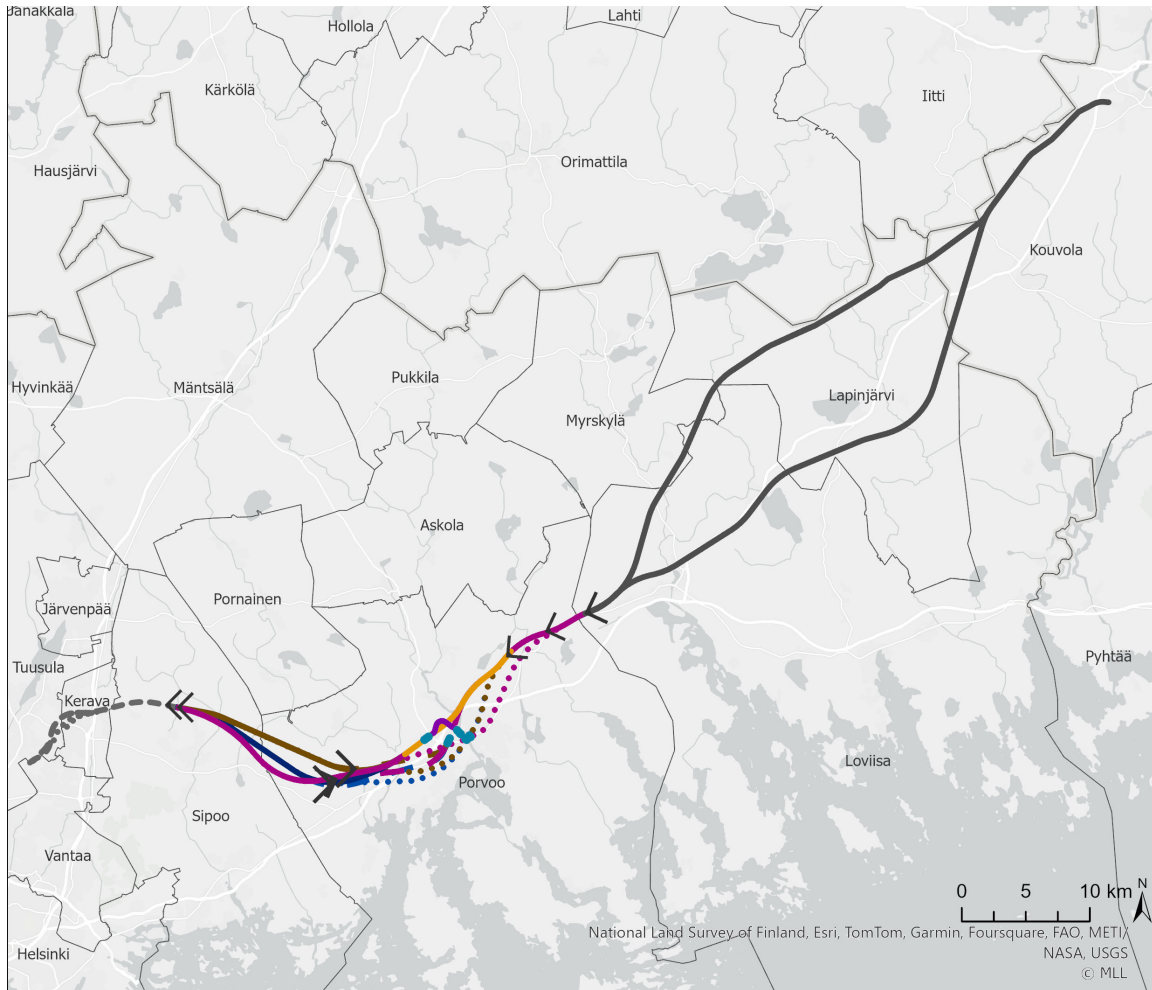 Janakkala
Hollola
Lahti
Kärkölä
Iitti
Hausjärvi
Orimattila
Kouvola
Hyvinkää
Mäntsälä
Pukkila
Lapinjärvi
Myrskylä
Askola
Järvenpää
Pornainen
Tuusula
Pyhtää
Kerava
Loviisa
Porvoo
Sipoo
Vantaa
0 5 10 km
N
National Land Survey of Finland, Esri, TomTom, Garmin, Foursquare, FAO, METI/
Helsinki
NASA, USGS
© MLL